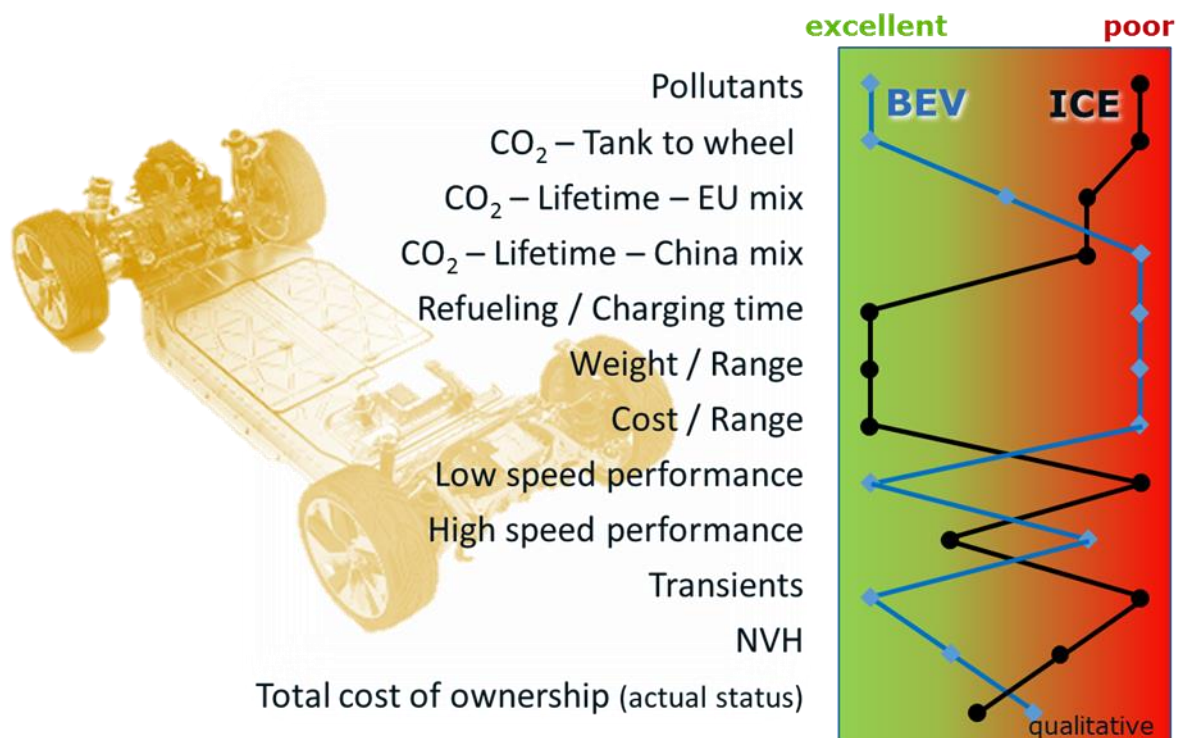 excellent poor
Pollutants
BEV ICE
CO₂ – Tank to wheel
CO₂ – Lifetime – EU mix
CO₂ – Lifetime – China mix
Refueling / Charging time
Weight / Range
Cost / Range
Low speed performance
High speed performance
Transients
NVH
Total cost of ownership (actual status)
qualitative